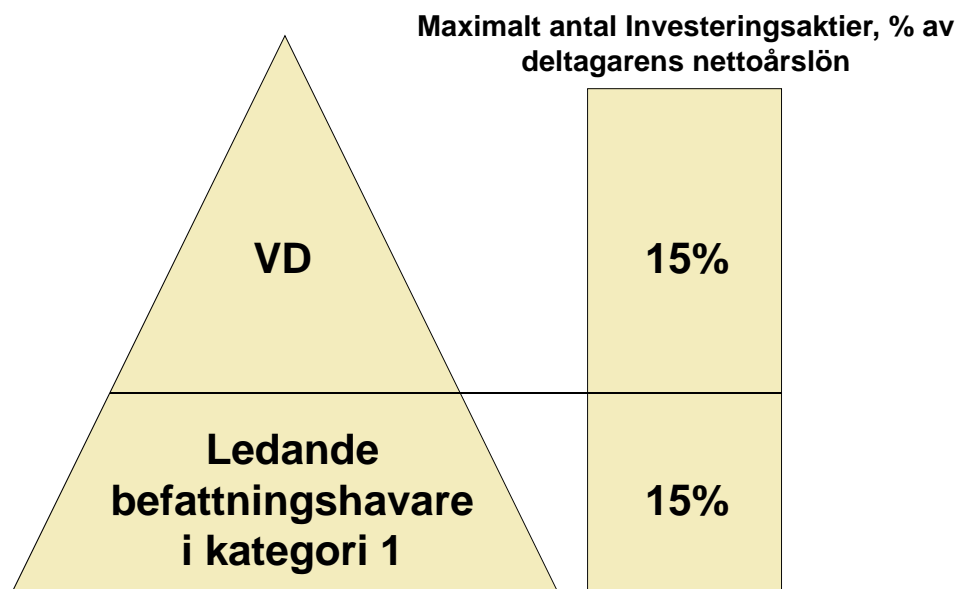 Maximalt antal Investeringsaktier, % av
deltagarens nettoårslön
VD
15%
Ledande
befattningshavare
i kategori 1
15%